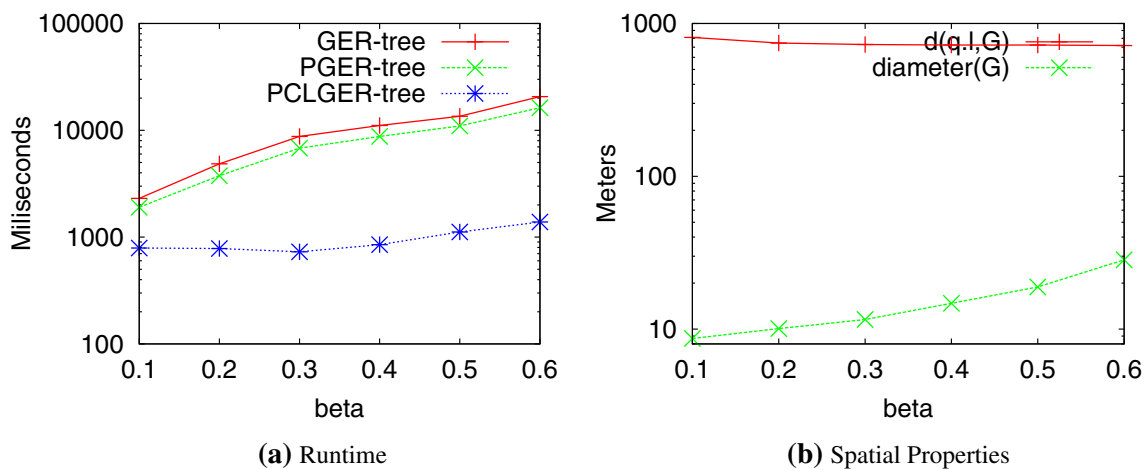 100000
10000
1000
100
Miliseconds
GER-tree
PGER-tree
PCLGER-tree
0.1 0.2 0.3 0.4 0.5 0.6
beta
(a) Runtime
1000
100
10
Meters
d(q.l,G)
diameter(G)
0.1 0.2 0.3 0.4 0.5 0.6
beta
(b) Spatial Properties